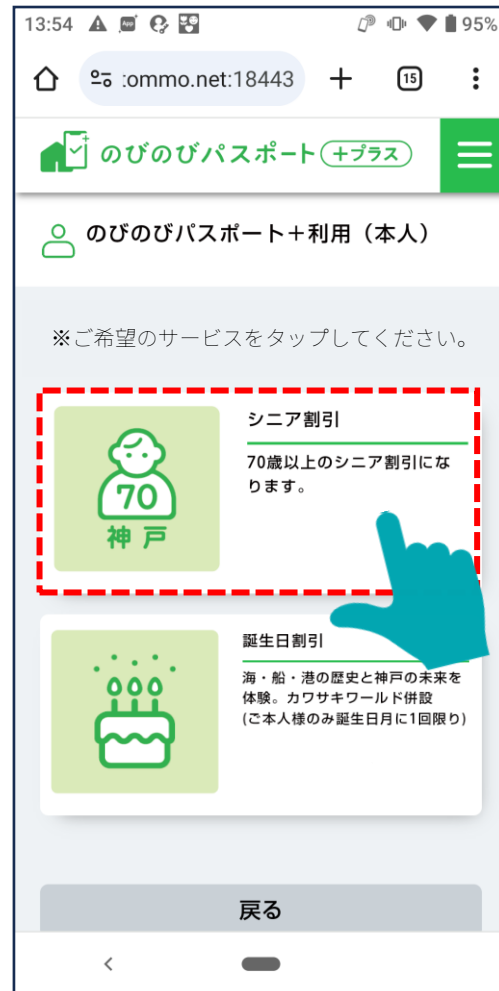 13:54
95%
:ommo.net:18443
15
のびのびパスポート +プラス
のびのびパスポート＋利用（本人）
※ご希望のサービスをタップしてください。
シニア割引
70歳以上のシニア割引にな
ります。
70
神戸
誕生日割引
海・船・港の歴史と神戸の未来を
体験。カワサキワールド併設
(ご本人様のみ誕生日月に1回限り)
戻る